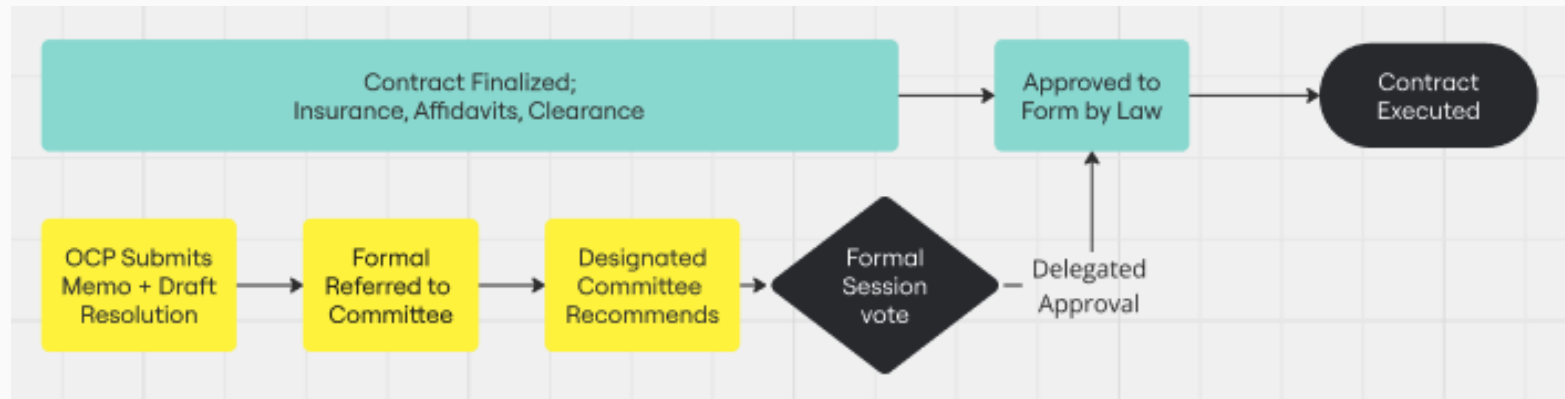 Contract Finalized;
Insurance, Affidavits, Clearance
Approved to
Form by Law
Contract
Executed
OCP Submits
Memo + Draft
Resolution
Formal
Referred to
Committee
Designated
Committee
Recommends
Formal
Session
vote
Delegated
Approval